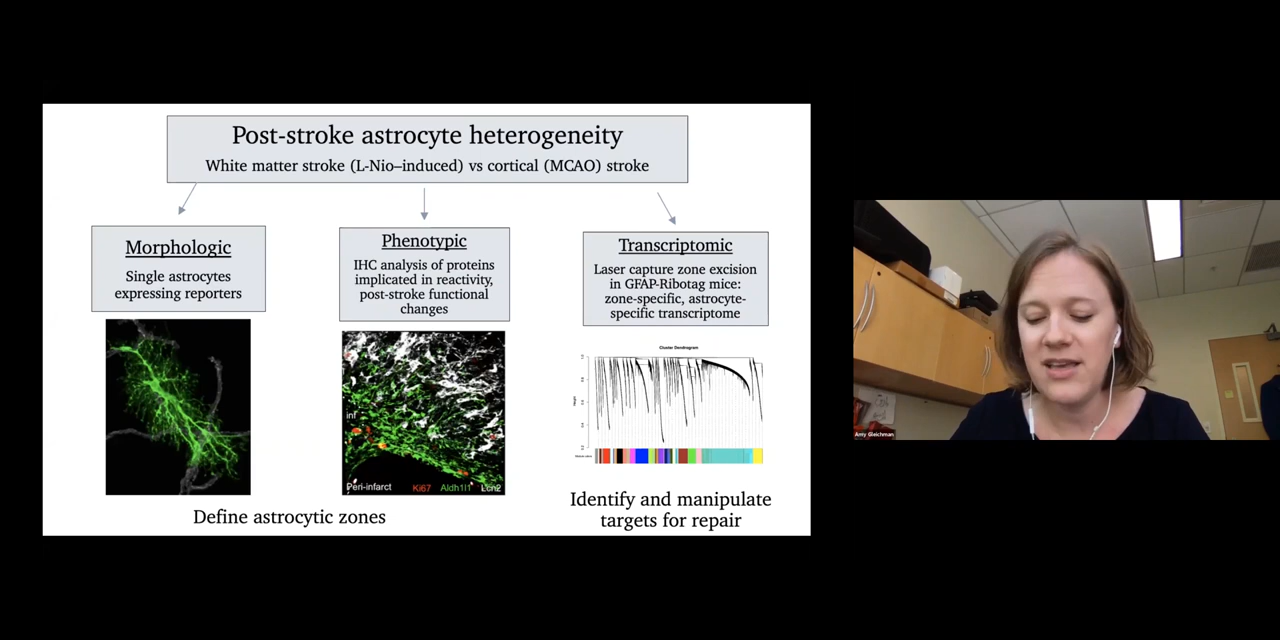 Post-stroke astrocyte heterogeneity
White matter stroke (L-Nio–induced) vs cortical (MCAO) stroke
Morphologic
Single astrocytes
expressing reporters
Phenotypic
IHC analysis of proteins
implicated in reactivity,
post-stroke functional
changes
Transcriptomic
Laser capture zone excision
in GFAP-Ribotag mice:
zone-specific, astrocyte-
specific transcriptome
inf
Peri-infarct Ki67 Aldh1l1 Lcn2
Cluster Dendrogram
Height
Define astrocytic zones
Identify and manipulate
targets for repair
Amy Gleichman